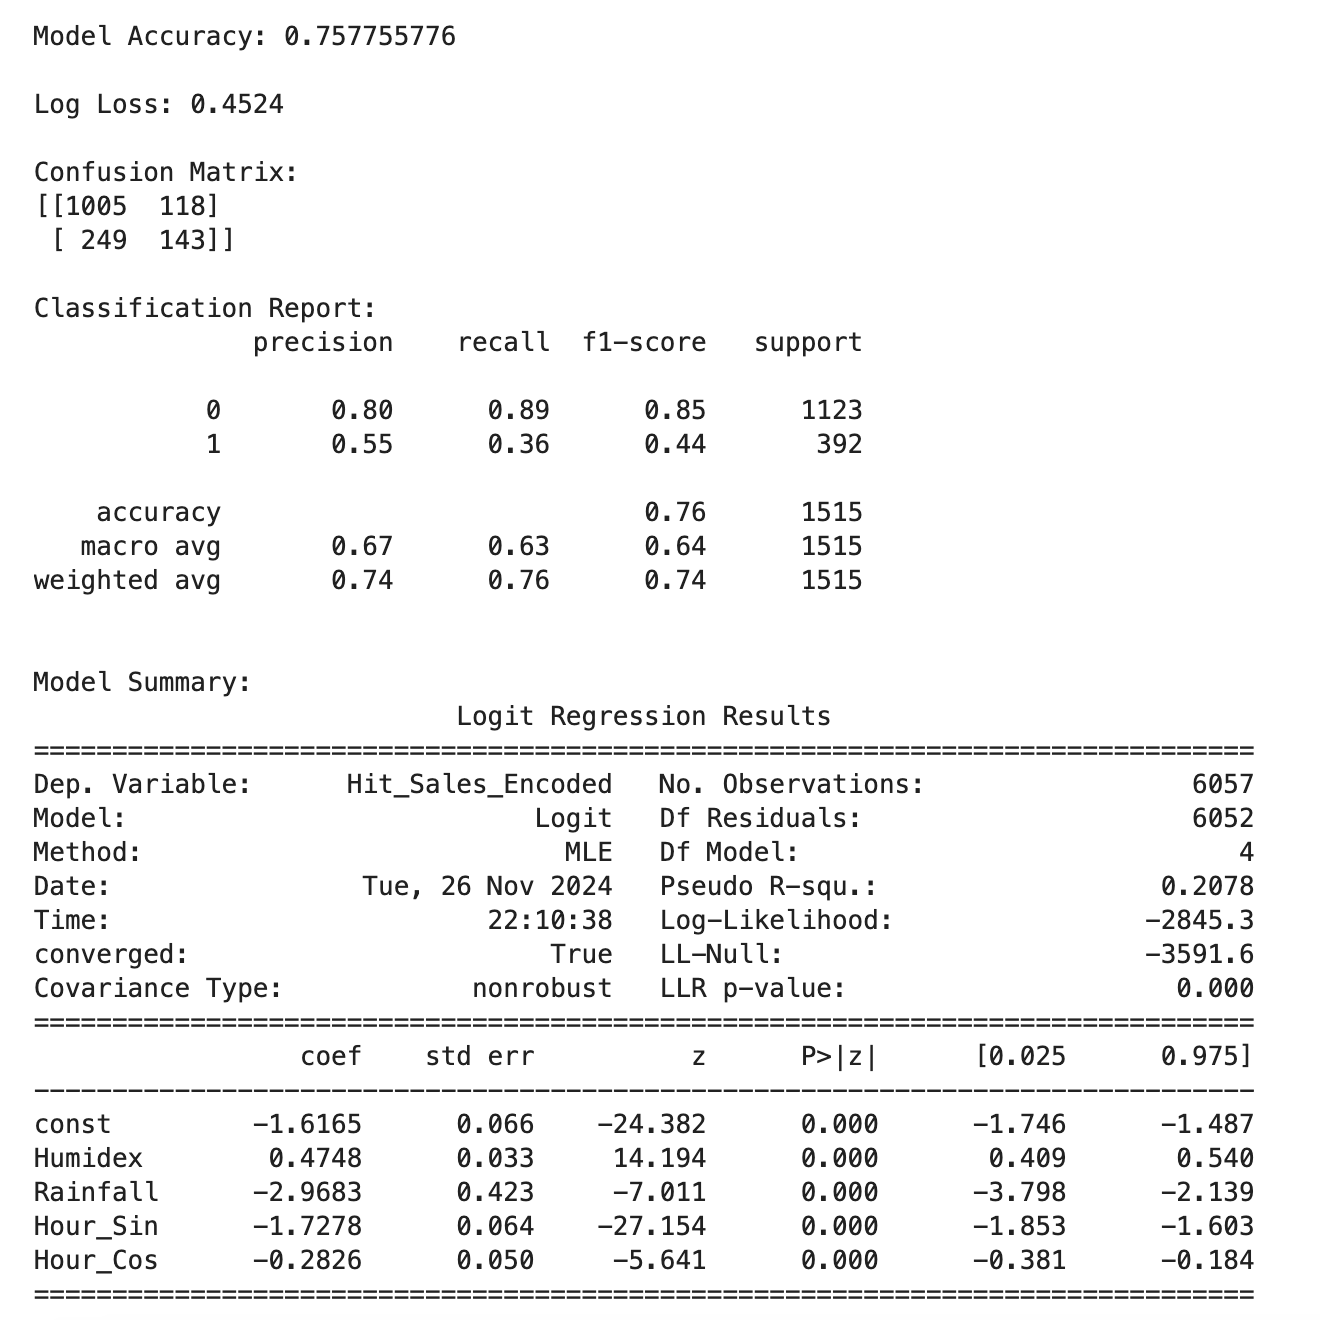 Model Accuracy: 0.757755776
Log Loss: 0.4524
Confusion Matrix:
[[1005  118]
 [ 249  143]]
Classification Report:
              precision    recall  f1-score   support
           0       0.80      0.89      0.85      1123
           1       0.55      0.36      0.44       392
    accuracy                           0.76      1515
   macro avg       0.67      0.63      0.64      1515
weighted avg       0.74      0.76      0.74      1515
Model Summary:
                           Logit Regression Results
==============================================================================
Dep. Variable:      Hit_Sales_Encoded   No. Observations:                 6057
Model:                          Logit   Df Residuals:                     6052
Method:                           MLE   Df Model:                            4
Date:                Tue, 26 Nov 2024   Pseudo R-squ.:                  0.2078
Time:                        22:10:38   Log-Likelihood:                -2845.3
converged:                       True   LL-Null:                       -3591.6
Covariance Type:            nonrobust   LLR p-value:                     0.000
==============================================================================
                 coef    std err          z      P>|z|      [0.025      0.975]
------------------------------------------------------------------------------
const         -1.6165      0.066    -24.382      0.000      -1.746      -1.487
Humidex        0.4748      0.033     14.194      0.000       0.409       0.540
Rainfall      -2.9683      0.423     -7.011      0.000      -3.798      -2.139
Hour_Sin      -1.7278      0.064    -27.154      0.000      -1.853      -1.603
Hour_Cos      -0.2826      0.050     -5.641      0.000      -0.381      -0.184
==============================================================================